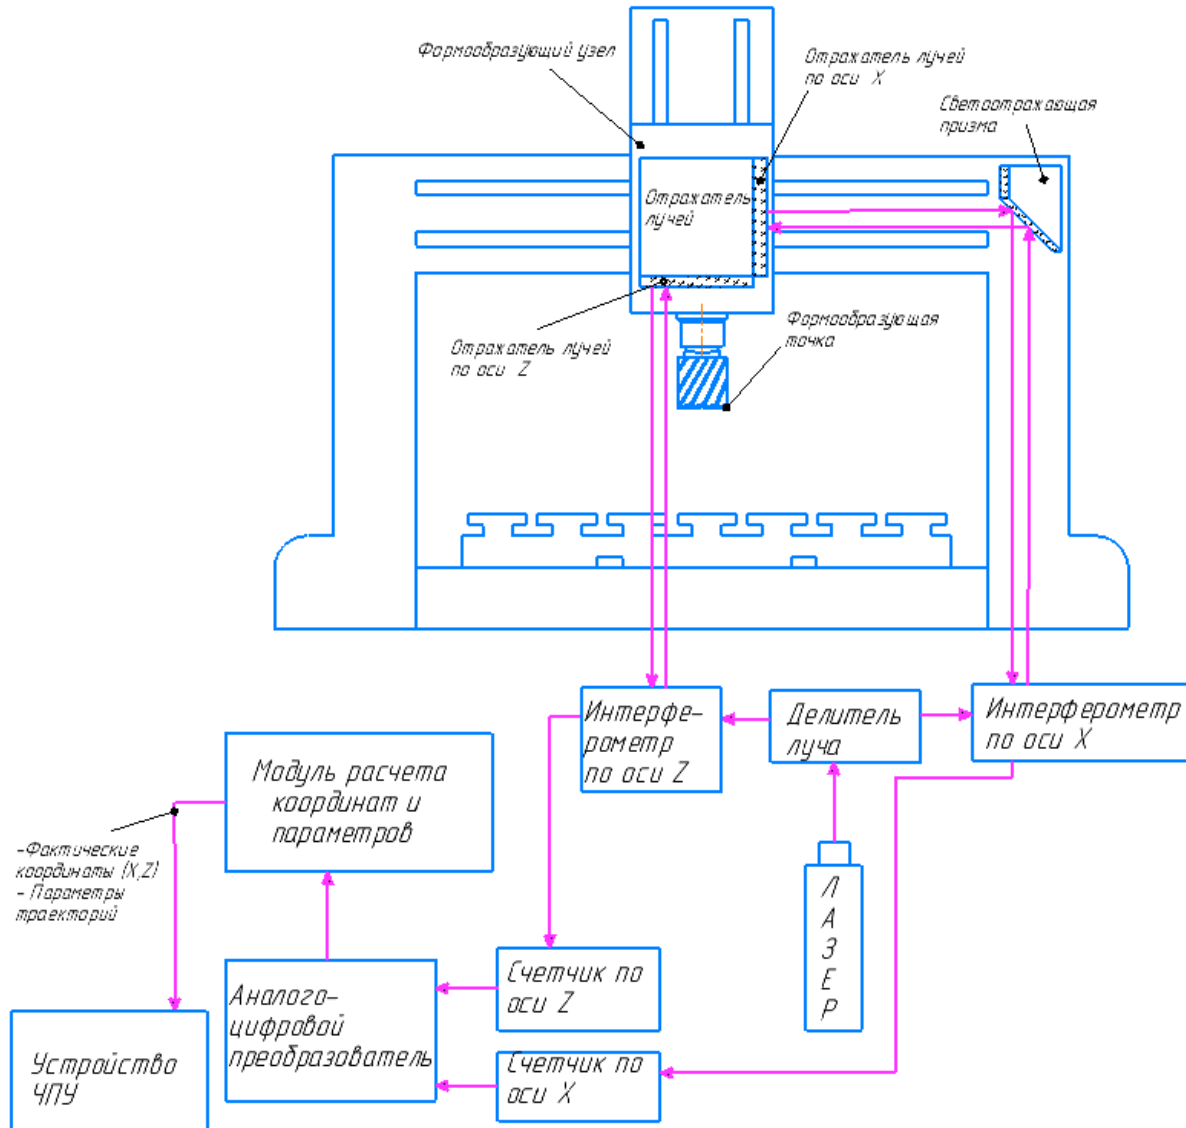 Формообразующий узел
Отражатель лучей
по оси X
Светоотражающая
призма
Отражатель
лучей
Отражатель лучей
по оси Z
Формообразующая
точка
Интерфе-
рометр
по оси Z
Делитель
луча
Интерферометр
по оси X
Модуль расчета
координат и
параметров
-Фактические
координаты (X,Z)
- Параметры
траекторий
Л
А
З
Е
Р
Счетчик по
оси Z
Аналого-
цифровой
преобразователь
Счетчик по
оси X
Устройство
ЧПУ